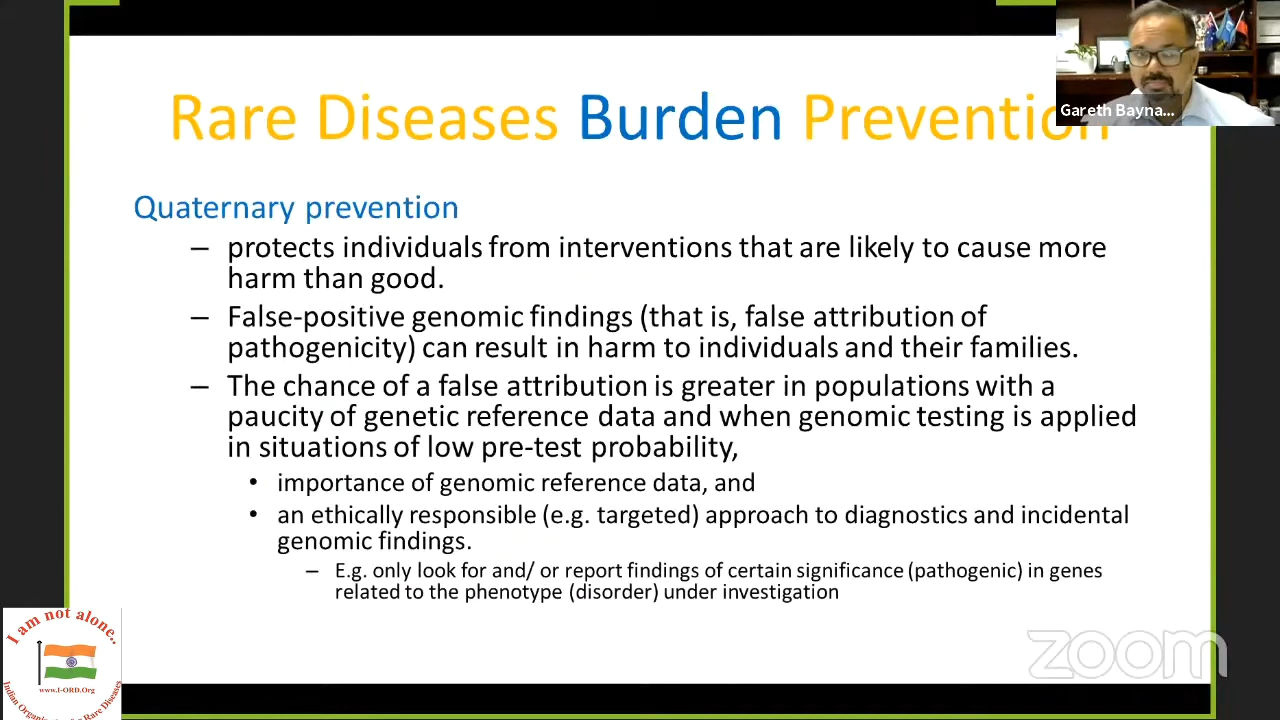 Rare Diseases Burden Prevention
Gareth Bayna...
Quaternary prevention
– protects individuals from interventions that are likely to cause more
harm than good.
– False-positive genomic findings (that is, false attribution of
pathogenicity) can result in harm to individuals and their families.
– The chance of a false attribution is greater in populations with a
paucity of genetic reference data and when genomic testing is applied
in situations of low pre-test probability,
• importance of genomic reference data, and
• an ethically responsible (e.g. targeted) approach to diagnostics and incidental
genomic findings.
– E.g. only look for and/ or report findings of certain significance (pathogenic) in genes
related to the phenotype (disorder) under investigation
I am not alone..
www.I-ORD.Org
Indian Rare Diseases
zoom